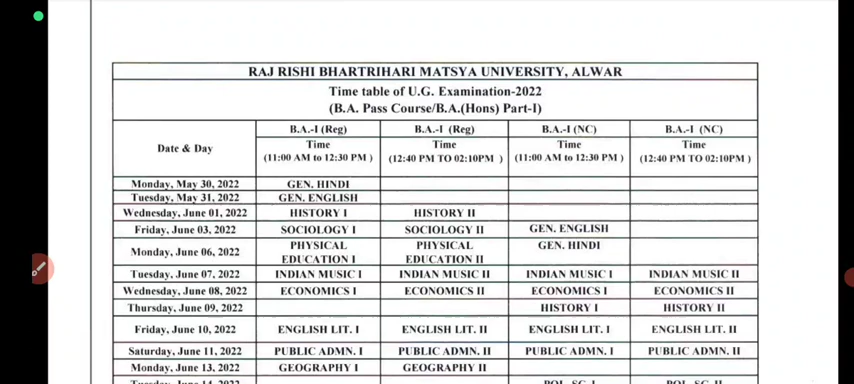 RAJ RISHI BHARTRIHARI MATSYA UNIVERSITY, ALWAR
Time table of U.G. Examination-2022
(B.A. Pass Course/B.A.(Hons) Part-I)
Date & Day
B.A.-I (Reg) B.A.-I (Reg) B.A.-I (NC) B.A.-I (NC)
Time Time Time Time
(11:00 AM to 12:30 PM ) (12:40 PM TO 02:10PM ) (11:00 AM to 12:30 PM ) (12:40 PM TO 02:10PM )
Monday, May 30, 2022 GEN. HINDI
Tuesday, May 31, 2022 GEN. ENGLISH
Wednesday, June 01, 2022 HISTORY I HISTORY II
Friday, June 03, 2022 SOCIOLOGY I SOCIOLOGY II GEN. ENGLISH
Monday, June 06, 2022 PHYSICAL EDUCATION I PHYSICAL EDUCATION II GEN. HINDI
Tuesday, June 07, 2022 INDIAN MUSIC I INDIAN MUSIC II INDIAN MUSIC I INDIAN MUSIC II
Wednesday, June 08, 2022 ECONOMICS I ECONOMICS II ECONOMICS I ECONOMICS II
Thursday, June 09, 2022 HISTORY I HISTORY II
Friday, June 10, 2022 ENGLISH LIT. I ENGLISH LIT. II ENGLISH LIT. I ENGLISH LIT. II
Saturday, June 11, 2022 PUBLIC ADMN. I PUBLIC ADMN. II PUBLIC ADMN. I PUBLIC ADMN. II
Monday, June 13, 2022 GEOGRAPHY I GEOGRAPHY II